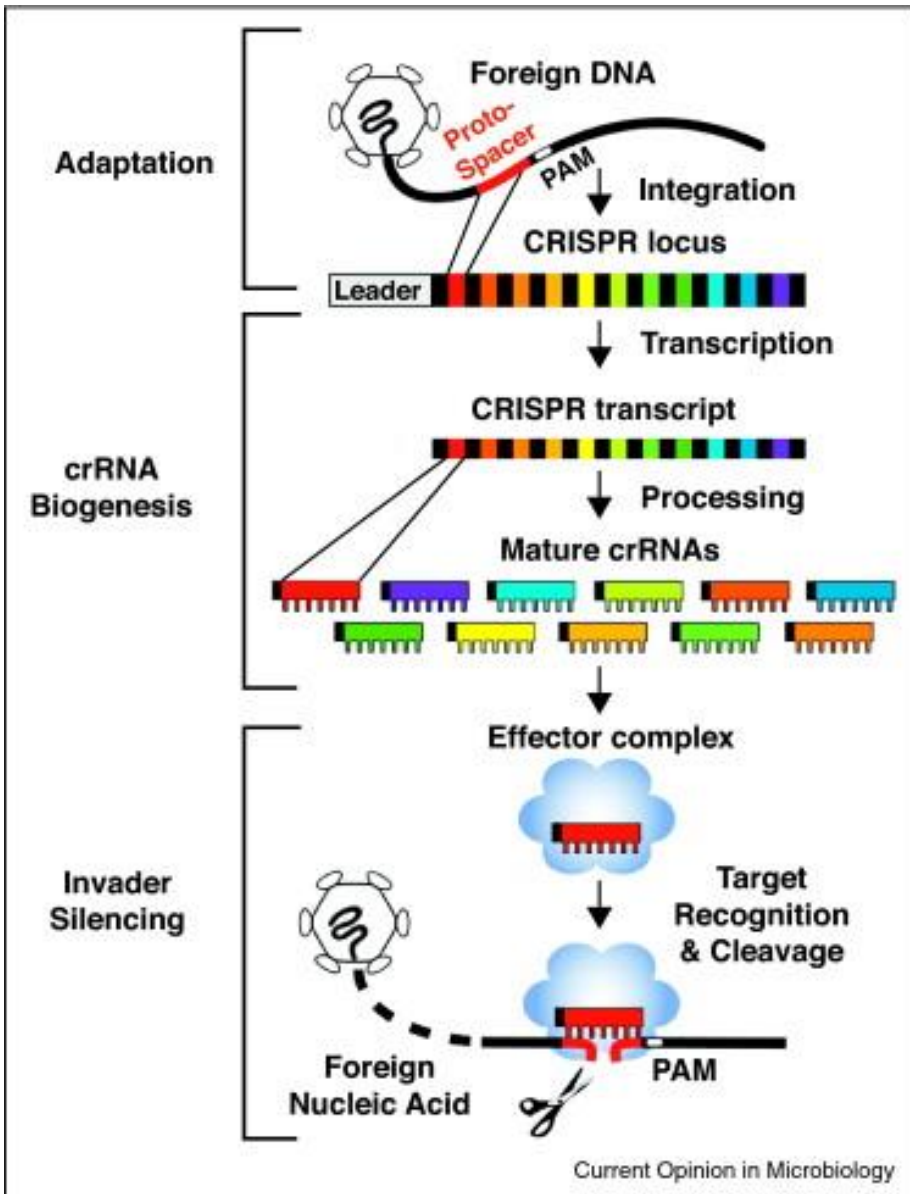 Foreign DNA
Proto-
Spacer
PAM
Adaptation
Integration
CRISPR locus
Leader
Transcription
CRISPR transcript
crRNA
Biogenesis
Processing
Mature crRNAs
Effector complex
Invader
Silencing
Target
Recognition
& Cleavage
Foreign
Nucleic Acid
PAM
Current Opinion in Microbiology